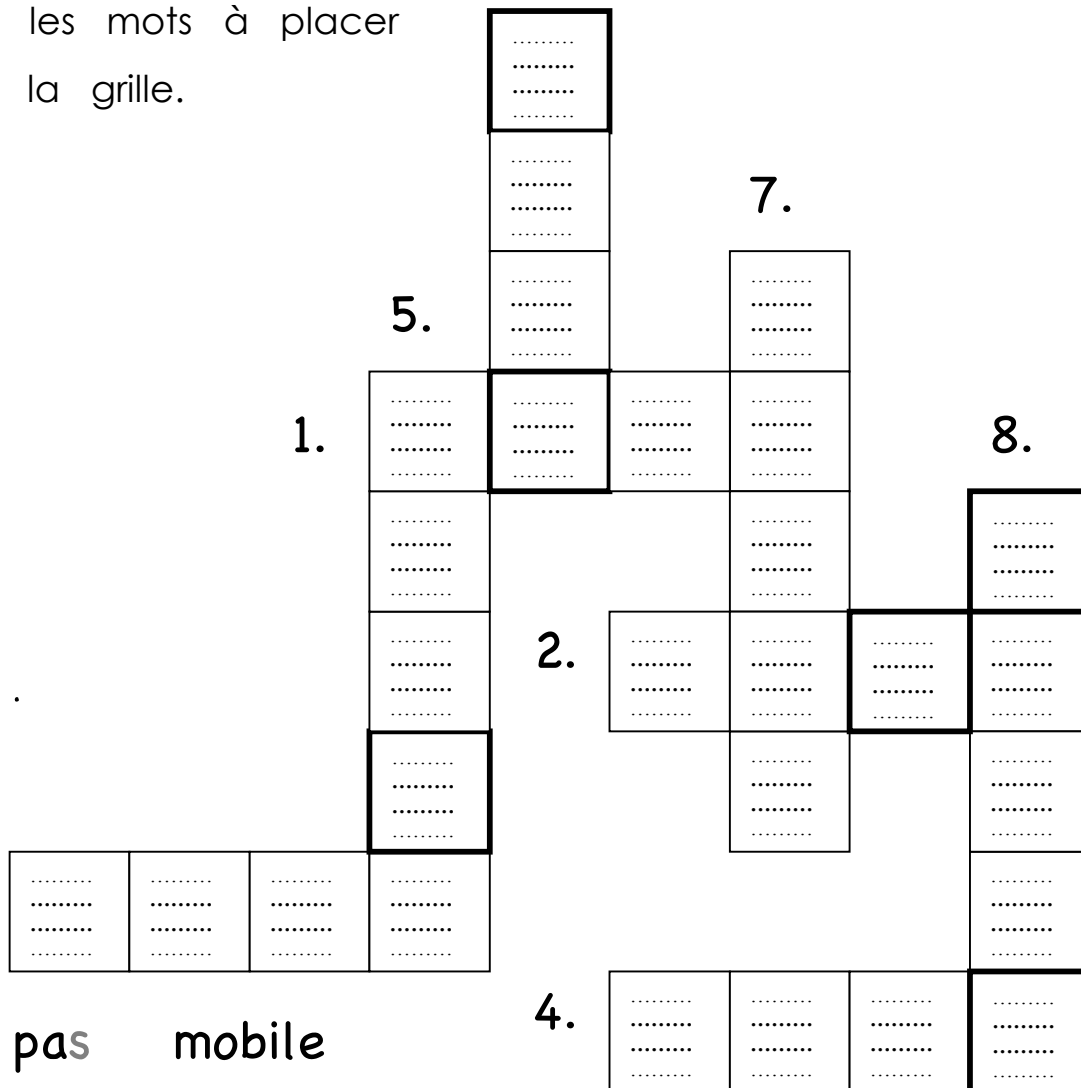 les mots à placer
la grille.
7.
5.
1.
8.
2.
.
4.
pas mobile